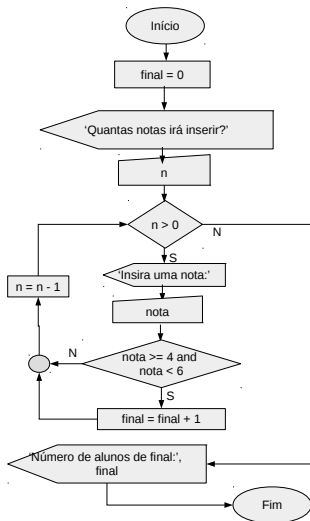 Início
final = 0
'Quantas notas irá inserir?'
n
n > 0
N
S
'Insira uma nota:'
n = n - 1
nota
N
nota >= 4 and
nota < 6
S
final = final + 1
'Número de alunos de final:',
final
Fim